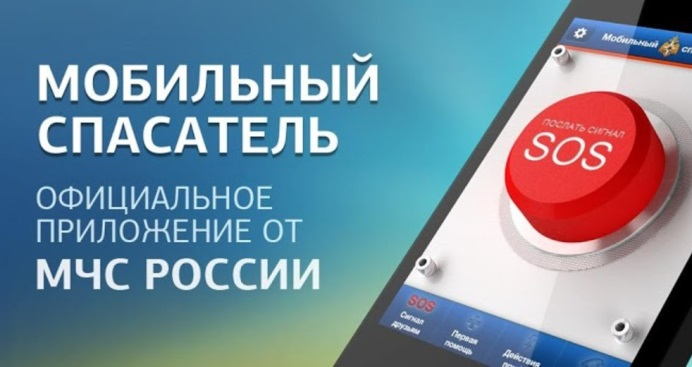 МОБИЛЬНЫЙ
СПАСАТЕЛЬ
ОФИЦИАЛЬНОЕ
ПРИЛОЖЕНИЕ ОТ
МЧС РОССИИ
Мобильный
ПОСЛАТЬ СИГНАЛ
SOS
SOS
Сигнал
друзьям
Первая
помощь
Действия